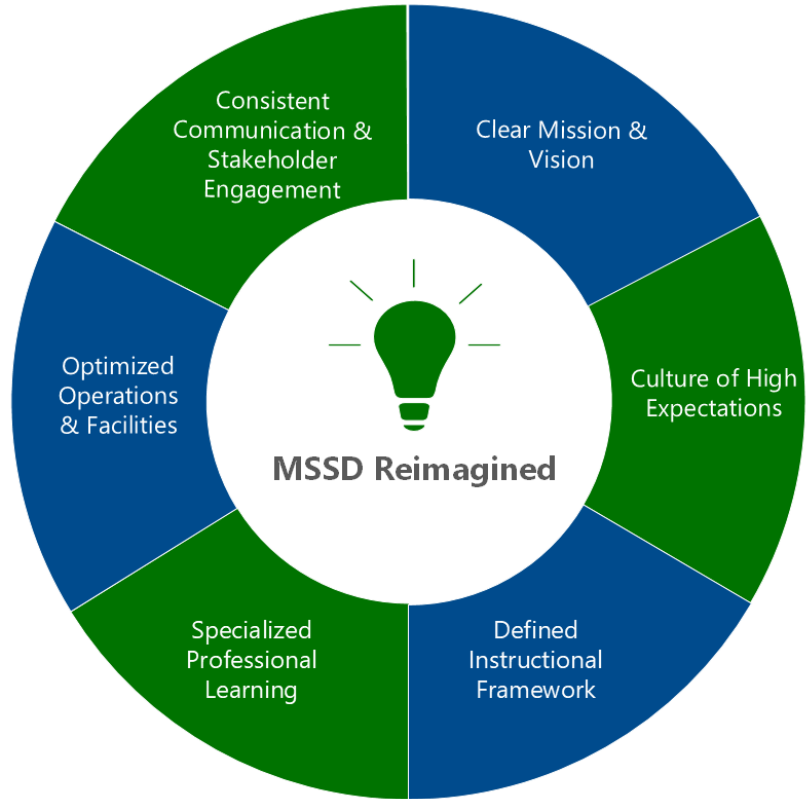 Clear Mission &
Vision
Culture of High
Expectations
Defined
Instructional
Framework
Specialized
Professional
Learning
Optimized
Operations
& Facilities
Consistent
Communication &
Stakeholder
Engagement
MSSD Reimagined